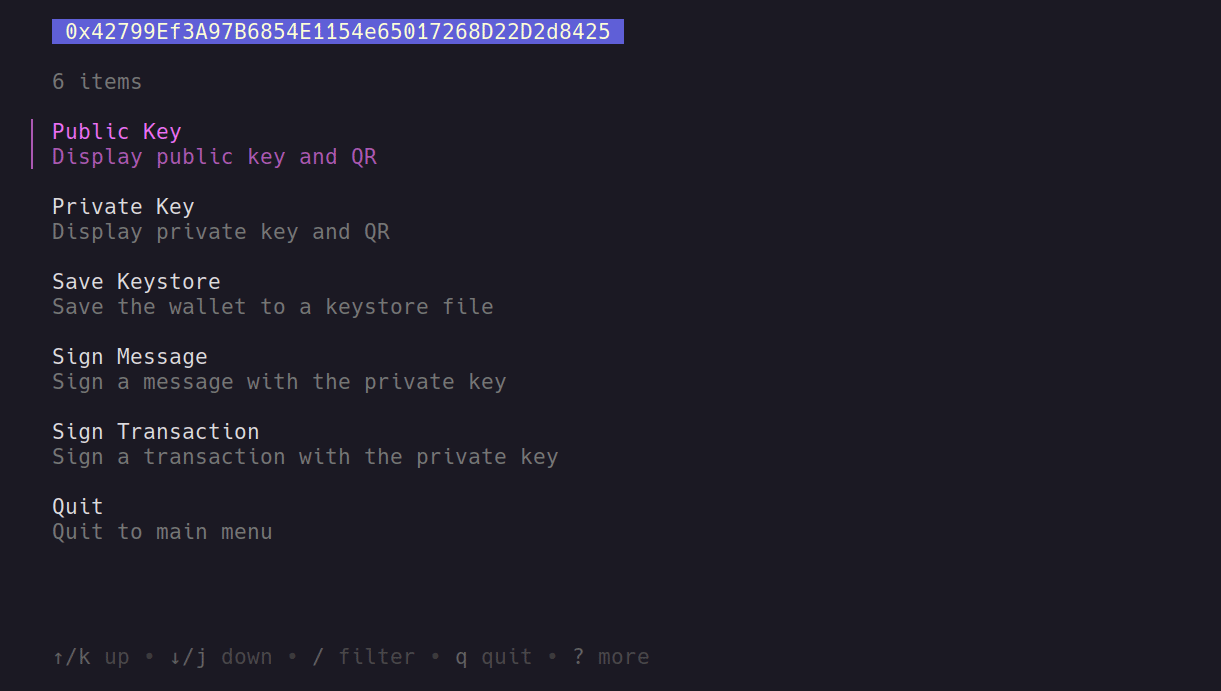 0x42799Ef3A97B6854E1154e65017268D22D2d8425
6 items
Public Key
Display public key and QR
Private Key
Display private key and QR
Save Keystore
Save the wallet to a keystore file
Sign Message
Sign a message with the private key
Sign Transaction
Sign a transaction with the private key
Quit
Quit to main menu
↑/k up • ↓/j down • / filter • q quit • ? more